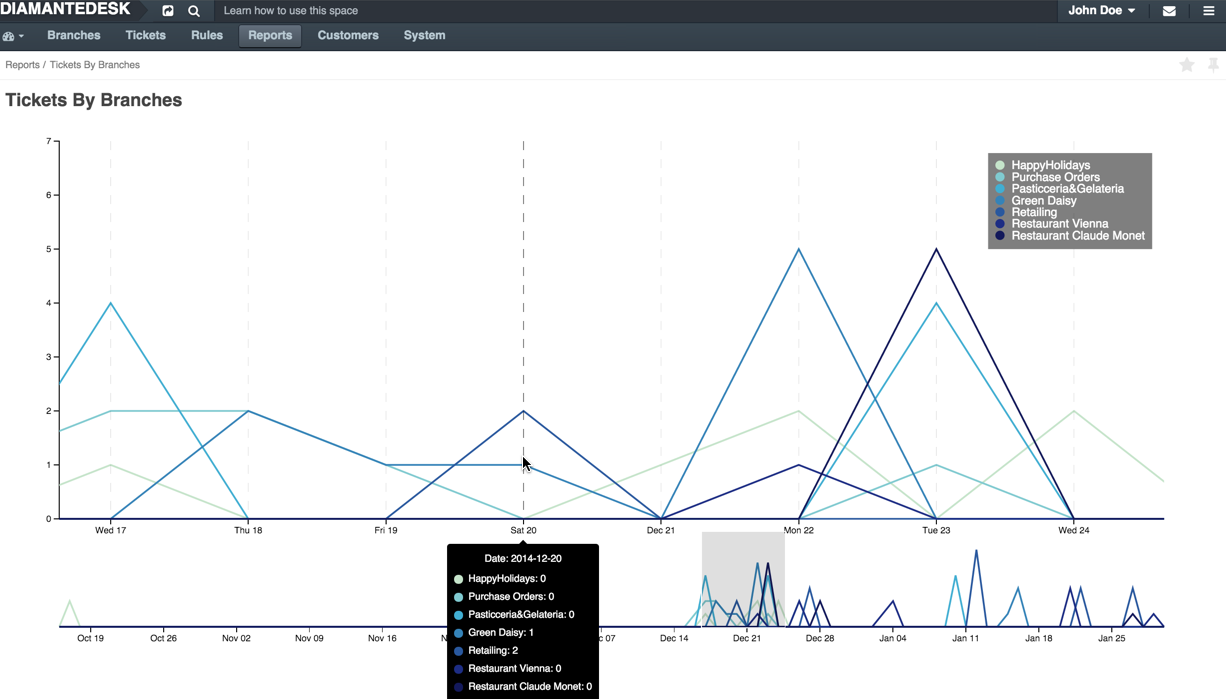 DIAMANTEDESK
Learn how to use this space
John Doe
Branches Tickets Rules Reports Customers System
Reports / Tickets By Branches
Tickets By Branches
7
6
5
4
3
2
1
0
HappyHolidays
Purchase Orders
Pasticceria&Gelateria
Green Daisy
Retailing
Restaurant Vienna
Restaurant Claude Monet
Wed 17 Thu 18 Fri 19 Sat 20 Dec 21 Mon 22 Tue 23 Wed 24
Date: 2014-12-20
HappyHolidays: 0
Purchase Orders: 0
Pasticceria&Gelateria: 0
Green Daisy: 1
Retailing: 2
Restaurant Vienna: 0
Restaurant Claude Monet: 0
Oct 19 Oct 26 Nov 02 Nov 09 Nov 16 N c 07 Dec 14 Dec 21 Dec 28 Jan 04 Jan 11 Jan 18 Jan 25